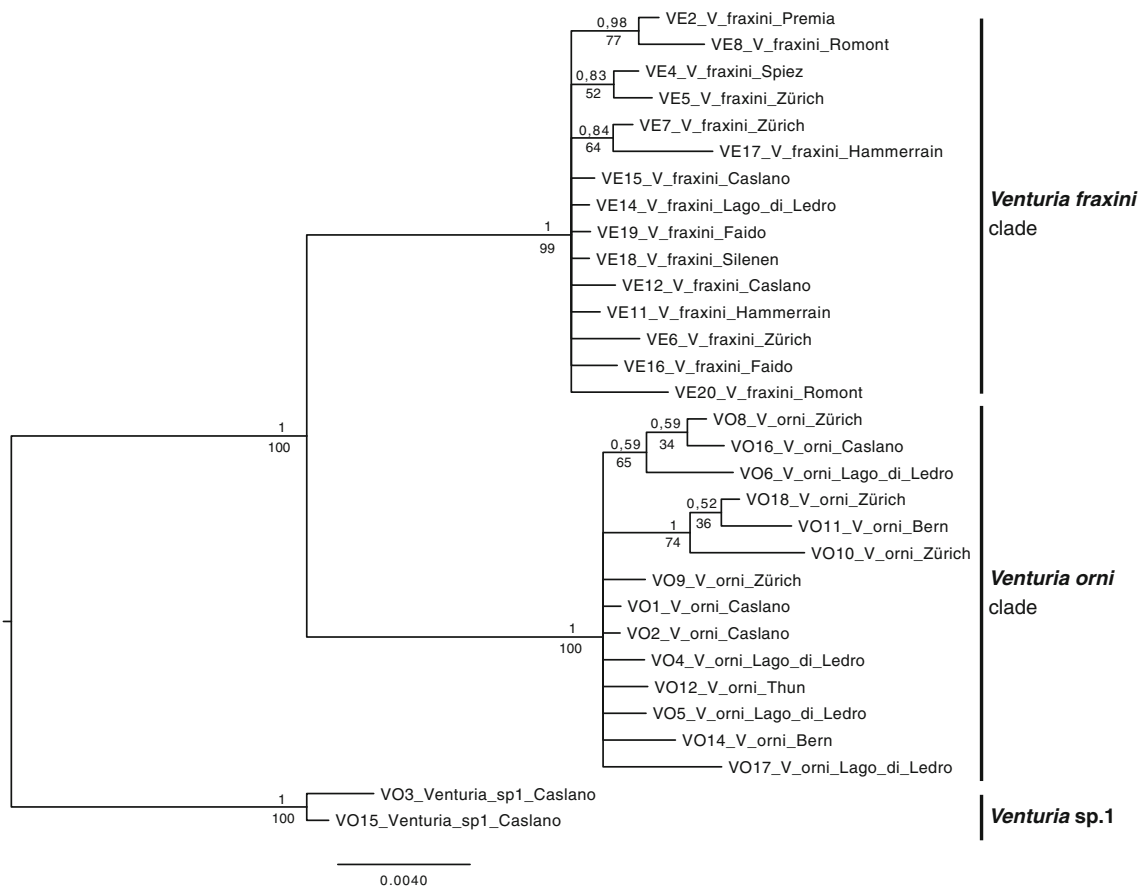 0,98
77
VE2_V_fraxini_Premia
VE8_V_fraxini_Romont
0,83
52
VE4_V_fraxini_Spiez
VE5_V_fraxini_Zürich
0,84
64
VE7_V_fraxini_Zürich
VE17_V_fraxini_Hammerrain
VE15_V_fraxini_Caslano
VE14_V_fraxini_Lago_di_Ledro
1
99
VE19_V_fraxini_Faido
VE18_V_fraxini_Silenen
VE12_V_fraxini_Caslano
VE11_V_fraxini_Hammerrain
VE6_V_fraxini_Zürich
VE16_V_fraxini_Faido
VE20_V_fraxini_Romont
Venturia fraxini
clade
1
100
0,59
65
0,59
34
VO8_V_orni_Zürich
VO16_V_orni_Caslano
VO6_V_orni_Lago_di_Ledro
1
74
0,52
36
VO18_V_orni_Zürich
VO11_V_orni_Bern
VO10_V_orni_Zürich
VO9_V_orni_Zürich
VO1_V_orni_Caslano
1
100
VO2_V_orni_Caslano
VO4_V_orni_Lago_di_Ledro
VO12_V_orni_Thun
VO5_V_orni_Lago_di_Ledro
VO14_V_orni_Bern
VO17_V_orni_Lago_di_Ledro
Venturia orni
clade
1
100
VO3_Venturia_sp1_Caslano
VO15_Venturia_sp1_Caslano
Venturia sp.1
0.0040